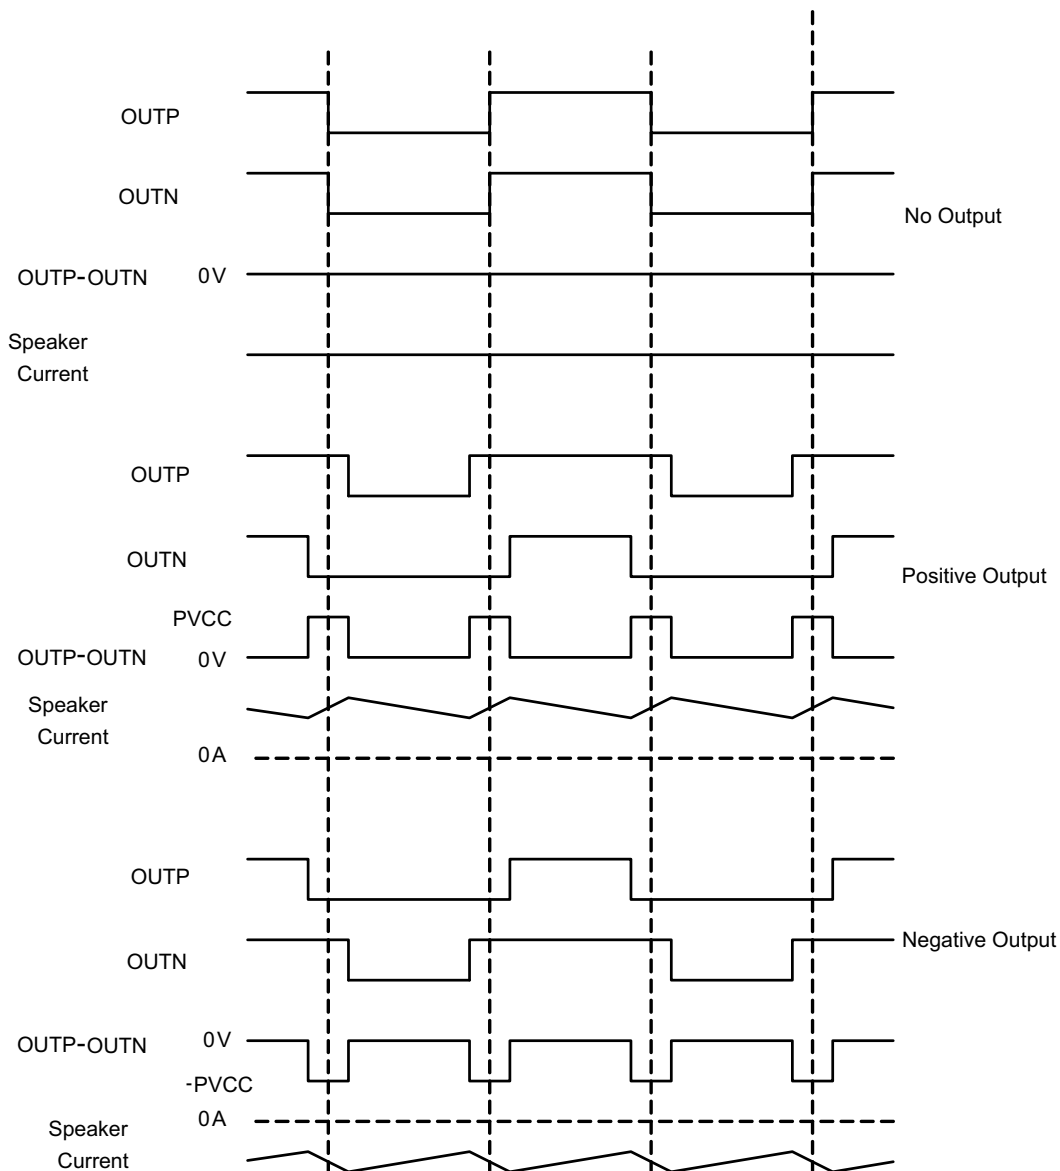 OUTP
OUTN
No Output
OUTP-OUTN 0V
Speaker
Current
OUTP
OUTN
Positive Output
PVCC
OUTP-OUTN 0V
Speaker
Current
0A
OUTP
Negative Output
OUTN
OUTP-OUTN 0V
-PVCC
0A
Speaker
Current